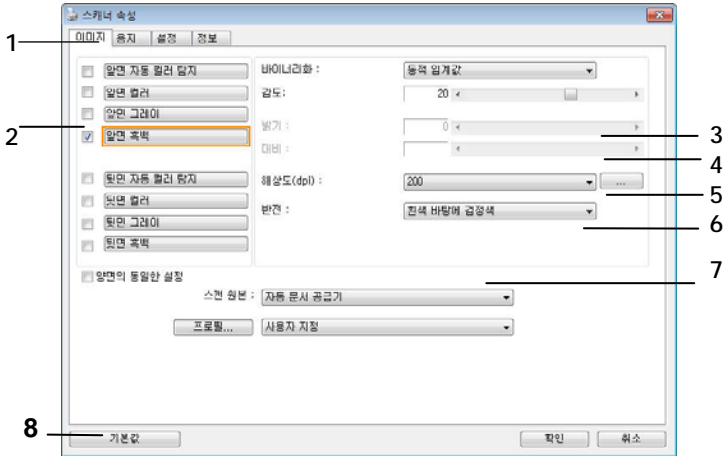 스캐너 속성
1
이미지 용지 설정 정보
앞면 자동 컬러 탐지
앞면 컬러
앞면 그레이
앞면 흑백
2
뒷면 자동 컬러 탐지
뒷면 컬러
뒷면 그레이
뒷면 흑백
바이너리화 : 동적 임계값
감도: 20
밝기 : 0
3
대비 :
4
해상도(dpi) : 200 ...
5
반전 : 흰색 바탕에 검정색
6
7
양면의 동일한 설정
스캔 원본 : 자동 문서 공급기
프로필... 사용자 지정
8 기본값 확인 취소